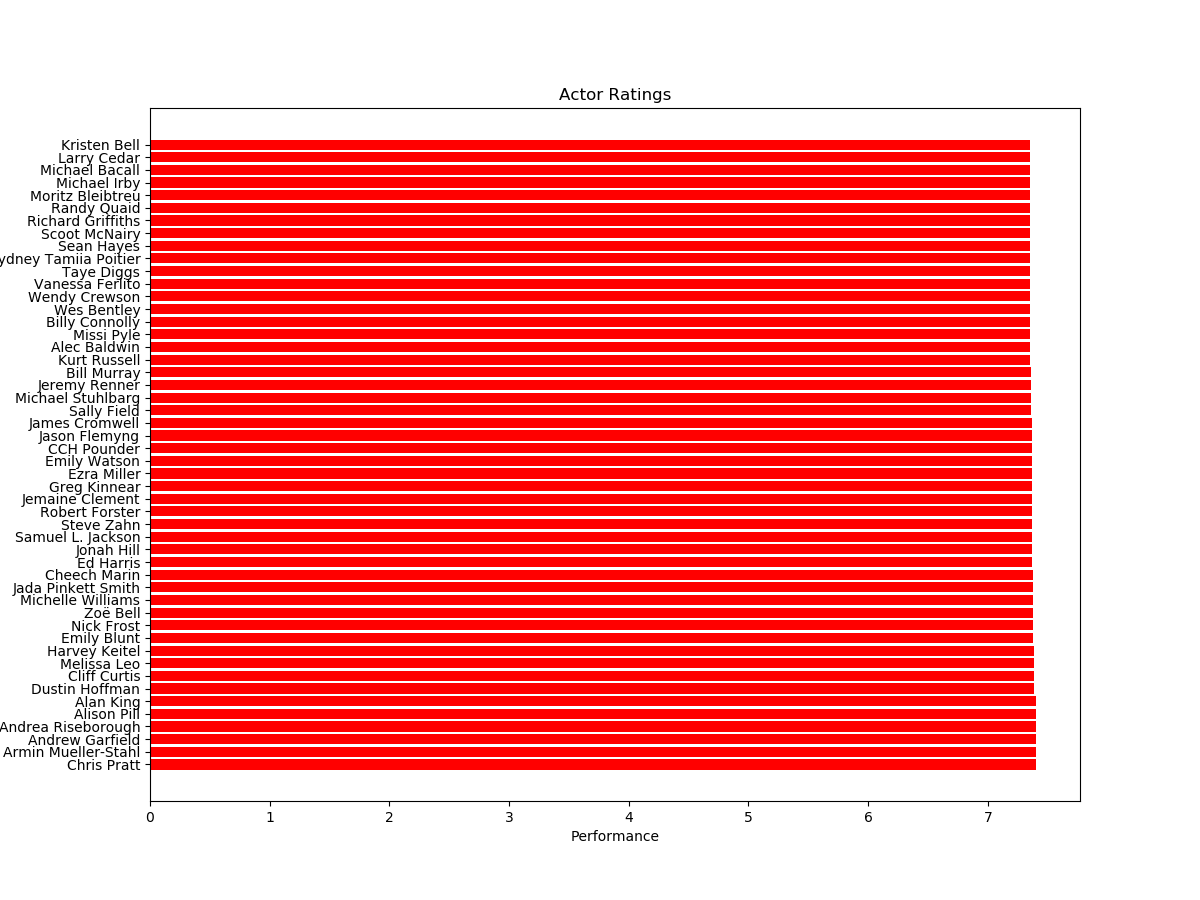 Actor Ratings
Kristen Bell
Larry Cedar
Michael Bacall
Michael Irby
Moritz Bleibtreu
Randy Quaid
Richard Griffiths
Scoot McNairy
Sean Hayes
ydney Tamiia Poitier
Taye Diggs
Vanessa Ferlito
Wendy Crewson
Wes Bentley
Billy Connolly
Missi Pyle
Alec Baldwin
Kurt Russell
Bill Murray
Jeremy Renner
Michael Stuhlbarg
Sally Field
James Cromwell
Jason Flemyng
CCH Pounder
Emily Watson
Ezra Miller
Greg Kinnear
Jemaine Clement
Robert Forster
Steve Zahn
Samuel L. Jackson
Jonah Hill
Ed Harris
Cheech Marin
Jada Pinkett Smith
Michelle Williams
Zoë Bell
Nick Frost
Emily Blunt
Harvey Keitel
Melissa Leo
Cliff Curtis
Dustin Hoffman
Alan King
Alison Pill
Andrea Riseborough
Andrew Garfield
Armin Mueller-Stahl
Chris Pratt
0 1 2 3 4 5 6 7
Performance